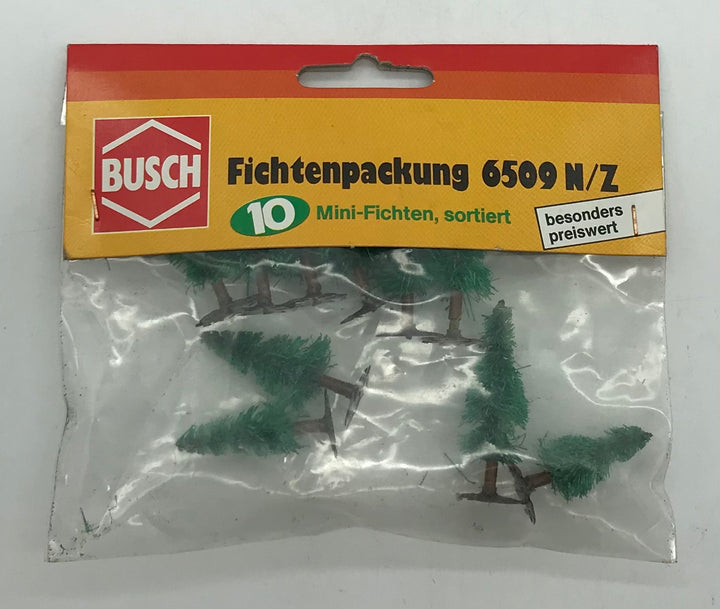 BUSCH
Fichtenpackung 6509 N/Z
10 Mini-Fichten, sortiert
besonders
preiswert